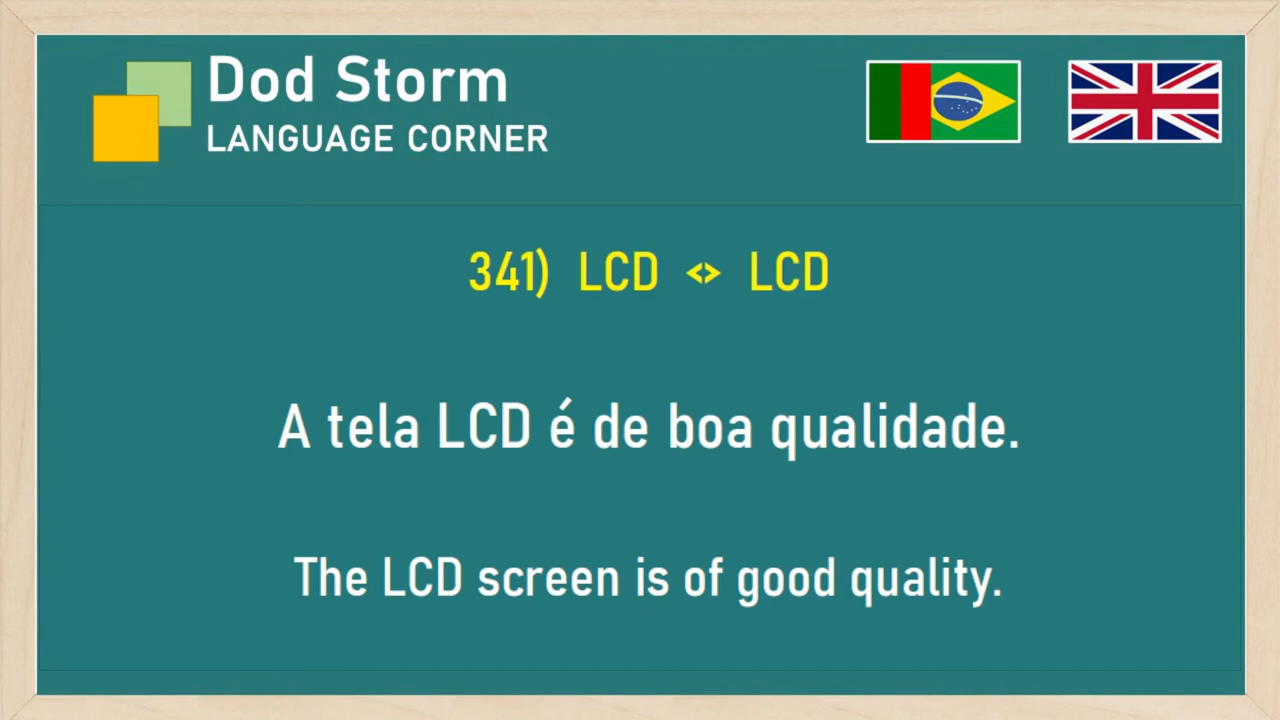 Dod Storm
LANGUAGE CORNER
341) LCD <> LCD
A tela LCD é de boa qualidade.
The LCD screen is of good quality.